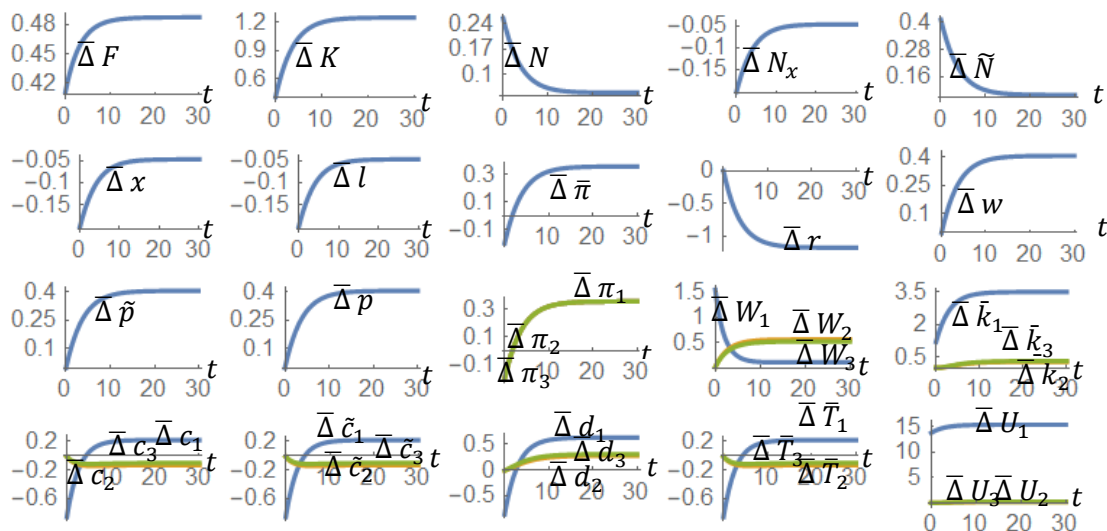 0.48
0.45
0.41
Δ̅ F
t
0 10 20 30
1.2
0.9
0.6
Δ̅ K
t
0 10 20 30
0.24
0.17
0.1
Δ̅ N
t
0 10 20 30
−0.05
−0.1
−0.15
Δ̅ Nₓ
t
0 10 20 30
0.4
0.28
0.16
Δ̅ Ñ
t
0 10 20 30
−0.05
−0.1
−0.15
Δ̅ x
t
0 10 20 30
−0.05
−0.1
−0.15
Δ̅ l
t
0 10 20 30
0.3
0.1
−0.1
Δ̅ π̄
t
10 20 30
0
−0.5
−1
Δ̅ r
t
10 20 30
0.4
0.25
0.1
Δ̅ w
t
0 10 20 30
0.4
0.25
0.1
Δ̅ p̃
t
0 10 20 30
0.4
0.25
0.1
Δ̅ p
t
0 10 20 30
0.3
0.1
−0.1
Δ̅ π₁
Δ̅ π₂
Δ̅ π₃
t
10 20 30
1.5
0.5
Δ̅ W₁
Δ̅ W₂
Δ̅ W₃
t
0 10 20 30
3.5
2
0.5
Δ̅ k̄₁
Δ̅ k̄₃
Δ̅ k̄₂
t
0 10 20 30
0.2
−0.2
−0.6
Δ̅ c₁
Δ̅ c₃
Δ̅ c₂
t
10 20 30
0.2
−0.2
−0.6
Δ̅ c̃₁
Δ̅ c̃₃
Δ̅ c̃₂
t
10 20 30
0.5
0
−0.5
Δ̅ d₁
Δ̅ d₃
Δ̅ d₂
t
10 20 30
0.2
−0.2
−0.6
Δ̅ T̄₁
Δ̅ T̄₃
Δ̅ T̄₂
t
10 20 30
15
10
5
Δ̅ U₁
Δ̅ U₃
Δ̅ U₂
t
0 10 20 30